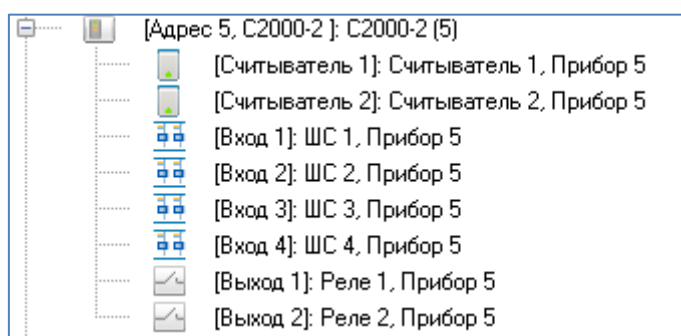 [Адрес 5, С2000-2 ]: С2000-2 (5)
[Считыватель 1]: Считыватель 1, Прибор 5
[Считыватель 2]: Считыватель 2, Прибор 5
[Вход 1]: ШС 1, Прибор 5
[Вход 2]: ШС 2, Прибор 5
[Вход 3]: ШС 3, Прибор 5
[Вход 4]: ШС 4, Прибор 5
[Выход 1]: Реле 1, Прибор 5
[Выход 2]: Реле 2, Прибор 5